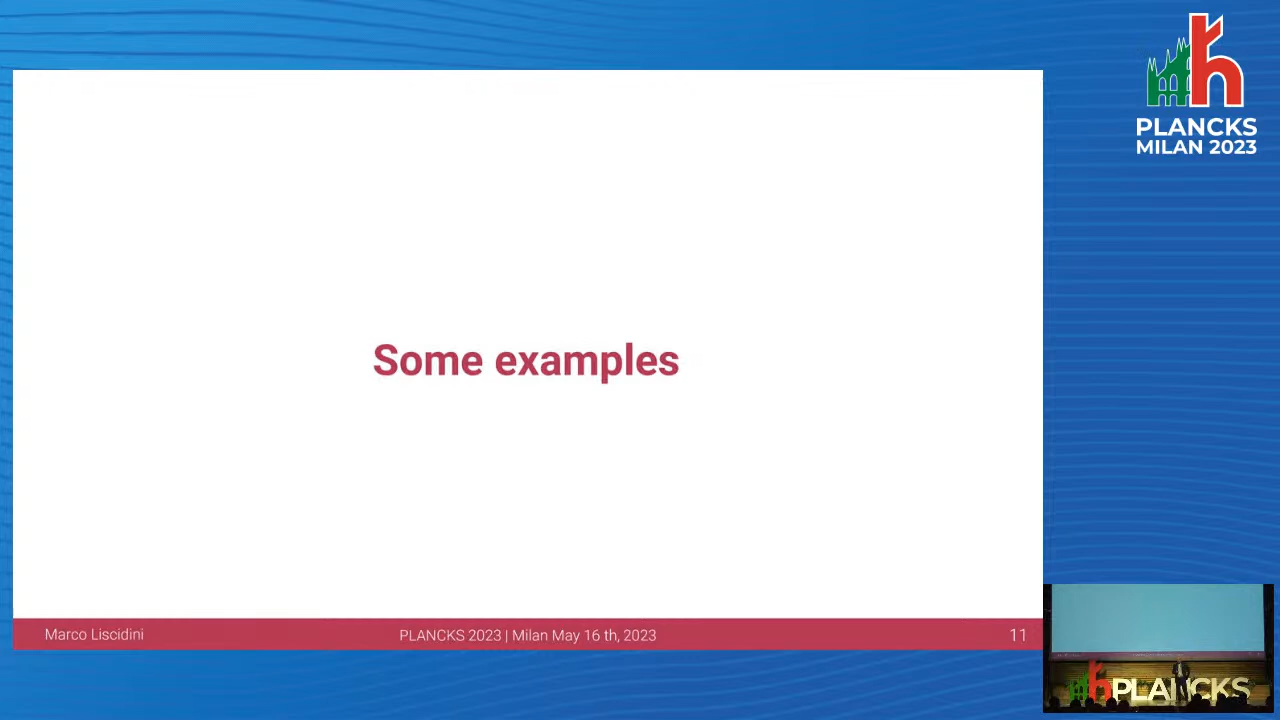 PLANCKS
MILAN 2023
Some examples
Marco Liscidini
PLANCKS 2023 | Milan May 16 th, 2023
11
PLANCKS